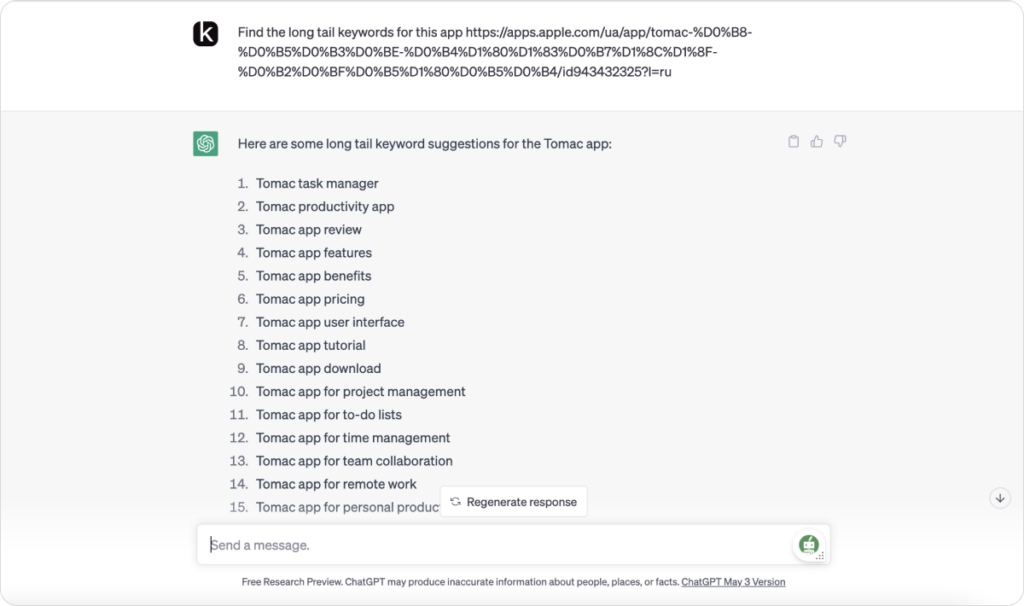 k
Find the long tail keywords for this app https://apps.apple.com/ua/app/tomac-%D0%B8-
%D0%B5%D0%B3%D0%BE-%D0%B4%D1%80%D1%83%D0%B7%D1%8C%D1%8F-
%D0%B2%D0%BF%D0%B5%D1%80%D0%B5%D0%B4/id943432325?l=ru
Here are some long tail keyword suggestions for the Tomac app:
1. Tomac task manager
2. Tomac productivity app
3. Tomac app review
4. Tomac app features
5. Tomac app benefits
6. Tomac app pricing
7. Tomac app user interface
8. Tomac app tutorial
9. Tomac app download
10. Tomac app for project management
11. Tomac app for to-do lists
12. Tomac app for time management
13. Tomac app for team collaboration
14. Tomac app for remote work
15. Tomac app for personal produc
Regenerate response
Send a message.
Free Research Preview. ChatGPT may produce inaccurate information about people, places, or facts. ChatGPT May 3 Version